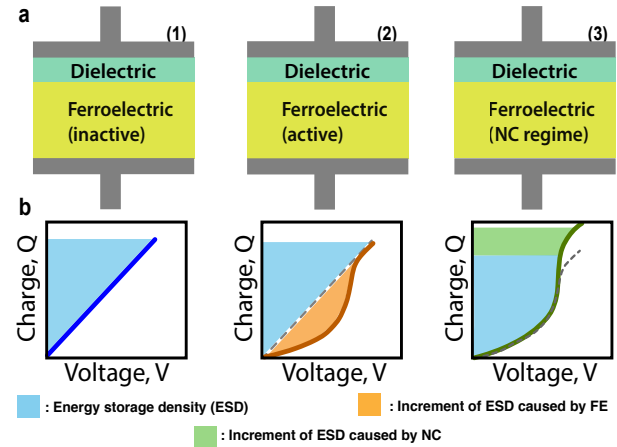 a
(1)
(2)
(3)
Dielectric
Dielectric
Dielectric
Ferroelectric
(inactive)
Ferroelectric
(active)
Ferroelectric
(NC regime)
b
Charge, Q
Voltage, V
Charge, Q
Voltage, V
Charge, Q
Voltage, V
: Energy storage density (ESD)
: Increment of ESD caused by FE
: Increment of ESD caused by NC